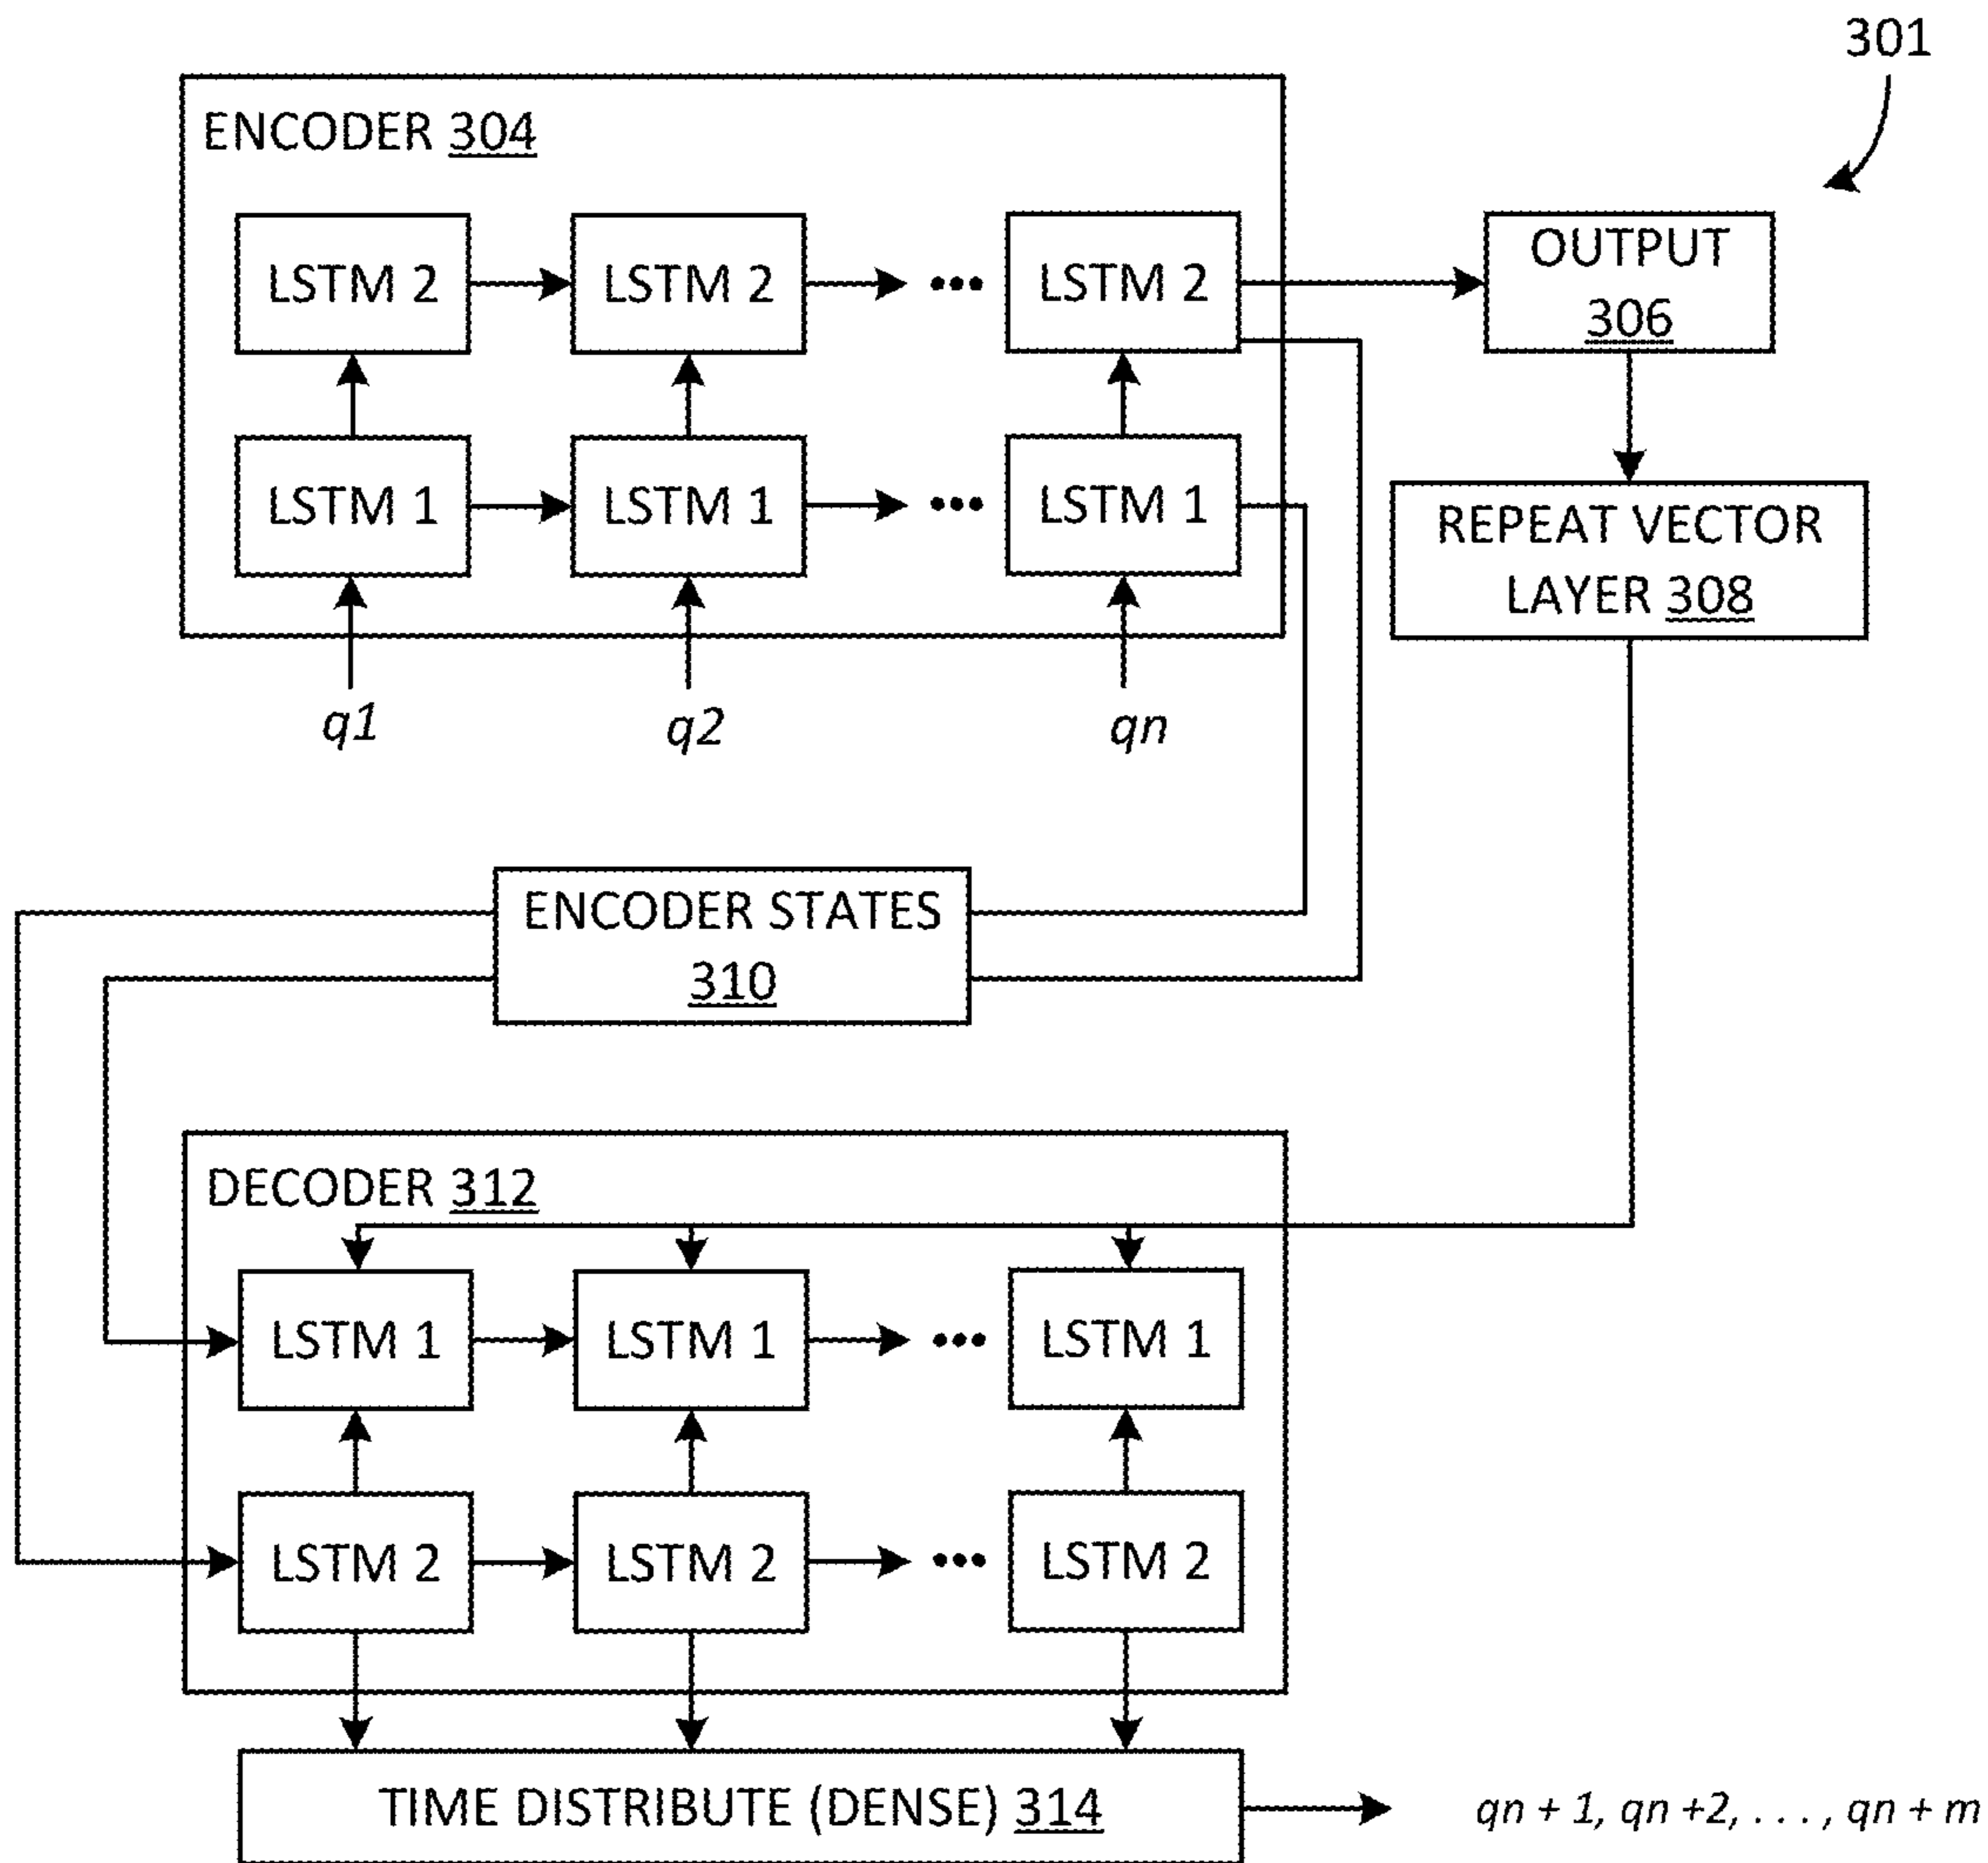 301
ENCODER 304
LSTM 2
LSTM 2
•••
LSTM 2
OUTPUT
306
LSTM 1
LSTM 1
•••
LSTM 1
REPEAT VECTOR
LAYER 308
q1
q2
qn
ENCODER STATES
310
DECODER 312
LSTM 1
LSTM 1
•••
LSTM 1
LSTM 2
LSTM 2
•••
LSTM 2
TIME DISTRIBUTE (DENSE) 314
qn + 1, qn +2, . . . , qn + m